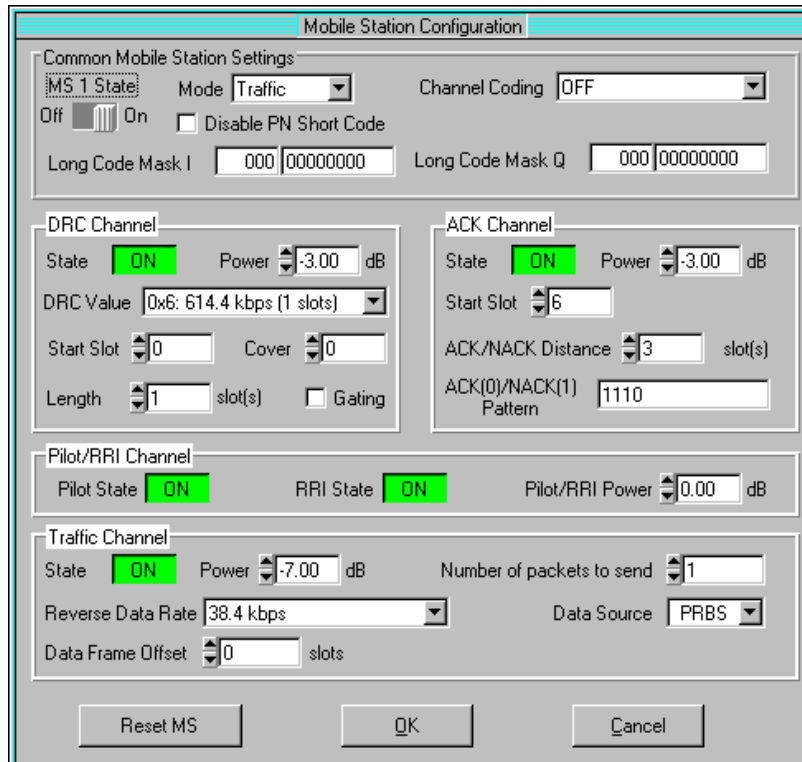 Mobile Station Configuration
Common Mobile Station Settings
MS 1 State
Mode Traffic
Channel Coding OFF
Off On
Disable PN Short Code
Long Code Mask I 000 00000000
Long Code Mask Q 000 00000000
DRC Channel
State ON Power -3.00 dB
DRC Value 0x6: 614.4 kbps (1 slots)
Start Slot 0 Cover 0
Length 1 slot(s) Gating
ACK Channel
State ON Power -3.00 dB
Start Slot 6
ACK/NACK Distance 3 slot(s)
ACK(0)/NACK(1)
Pattern
1110
Pilot/RRI Channel
Pilot State ON RRI State ON Pilot/RRI Power 0.00 dB
Traffic Channel
State ON Power -7.00 dB Number of packets to send 1
Reverse Data Rate 38.4 kbps Data Source PRBS
Data Frame Offset 0 slots
Reset MS OK Cancel